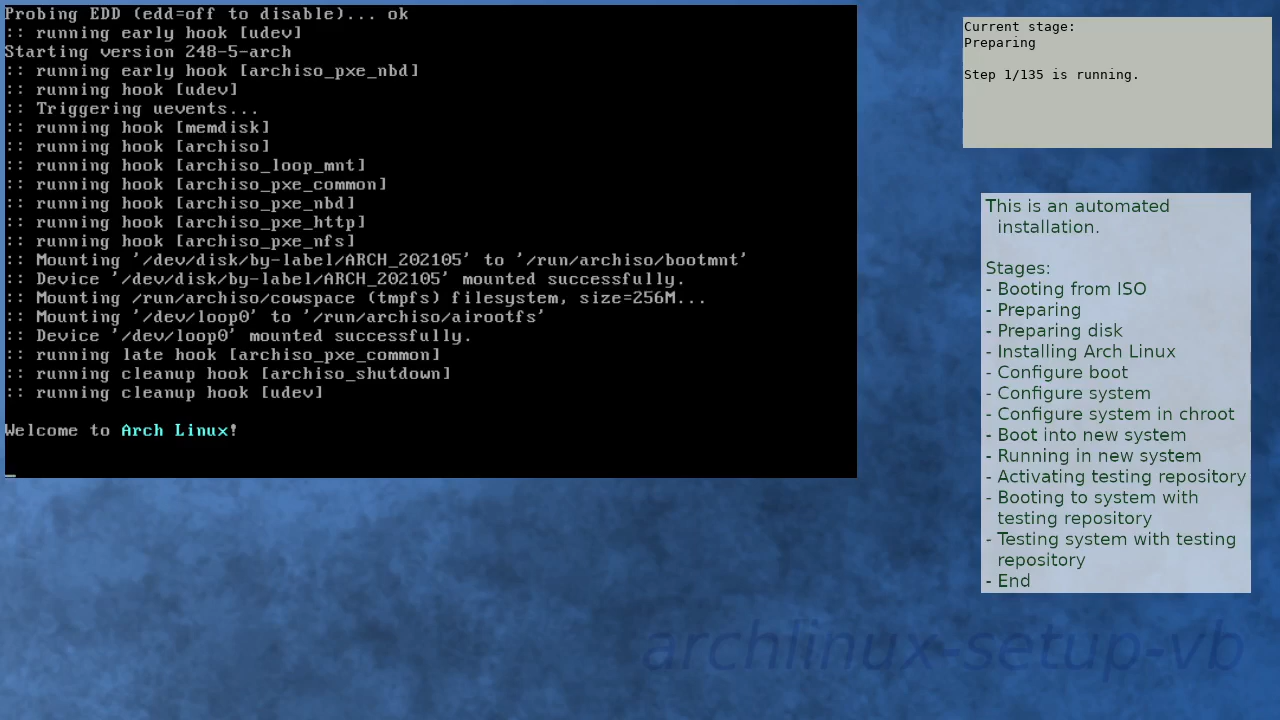 Probing EDD (edd=off to disable)... ok
:: running early hook [udev]
Starting version 248-5-arch
:: running early hook [archiso_pxe_nbd]
:: running hook [udev]
:: Triggering uevents...
:: running hook [memdisk]
:: running hook [archiso]
:: running hook [archiso_loop_mnt]
:: running hook [archiso_pxe_common]
:: running hook [archiso_pxe_nbd]
:: running hook [archiso_pxe_http]
:: running hook [archiso_pxe_nfs]
:: Mounting '/dev/disk/by-label/ARCH_202105' to '/run/archiso/bootmnt'
:: Device '/dev/disk/by-label/ARCH_202105' mounted successfully.
:: Mounting /run/archiso/cowspace (tmpfs) filesystem, size=256M...
:: Mounting '/dev/loop0' to '/run/archiso/airootfs'
:: Device '/dev/loop0' mounted successfully.
:: running late hook [archiso_pxe_common]
:: running cleanup hook [archiso_shutdown]
:: running cleanup hook [udev]
Welcome to Arch Linux!
Current stage:
Preparing
Step 1/135 is running.
This is an automated
installation.
Stages:
- Booting from ISO
- Preparing
- Preparing disk
- Installing Arch Linux
- Configure boot
- Configure system
- Configure system in chroot
- Boot into new system
- Running in new system
- Activating testing repository
- Booting to system with
testing repository
- Testing system with testing
repository
- End
archlinux-setup-vb